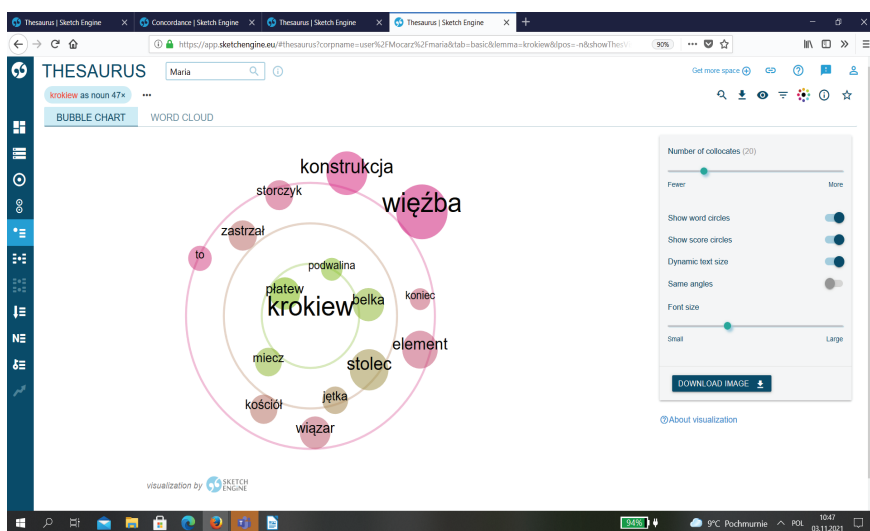 Thesaurus | Sketch Engine
Concordance | Sketch Engine
Thesaurus | Sketch Engine
Thesaurus | Sketch Engine
https://app.sketchengine.eu/#thesaurus?corpname=user%2FMocarz%2Fmaria&tab=basic&lemma=krokiew&lpos=-n&showThes
90%
THESAURUS
Maria
Get more space
krokiew as noun 47×
BUBBLE CHART
WORD CLOUD
Number of collocates (20)
Fewer
More
Show word circles
Show score circles
Dynamic text size
Same angles
Font size
Small
Large
DOWNLOAD IMAGE
About visualization
konstrukcja
storczyk
więźba
zastrzał
to
podwalina
płatew
belka
koniec
krokiew
element
miecz
stolec
jętka
kościół
wiązar
visualization by
SKETCH
ENGINE
94%
9°C Pochmurnie
POL
10:47
03.11.2021